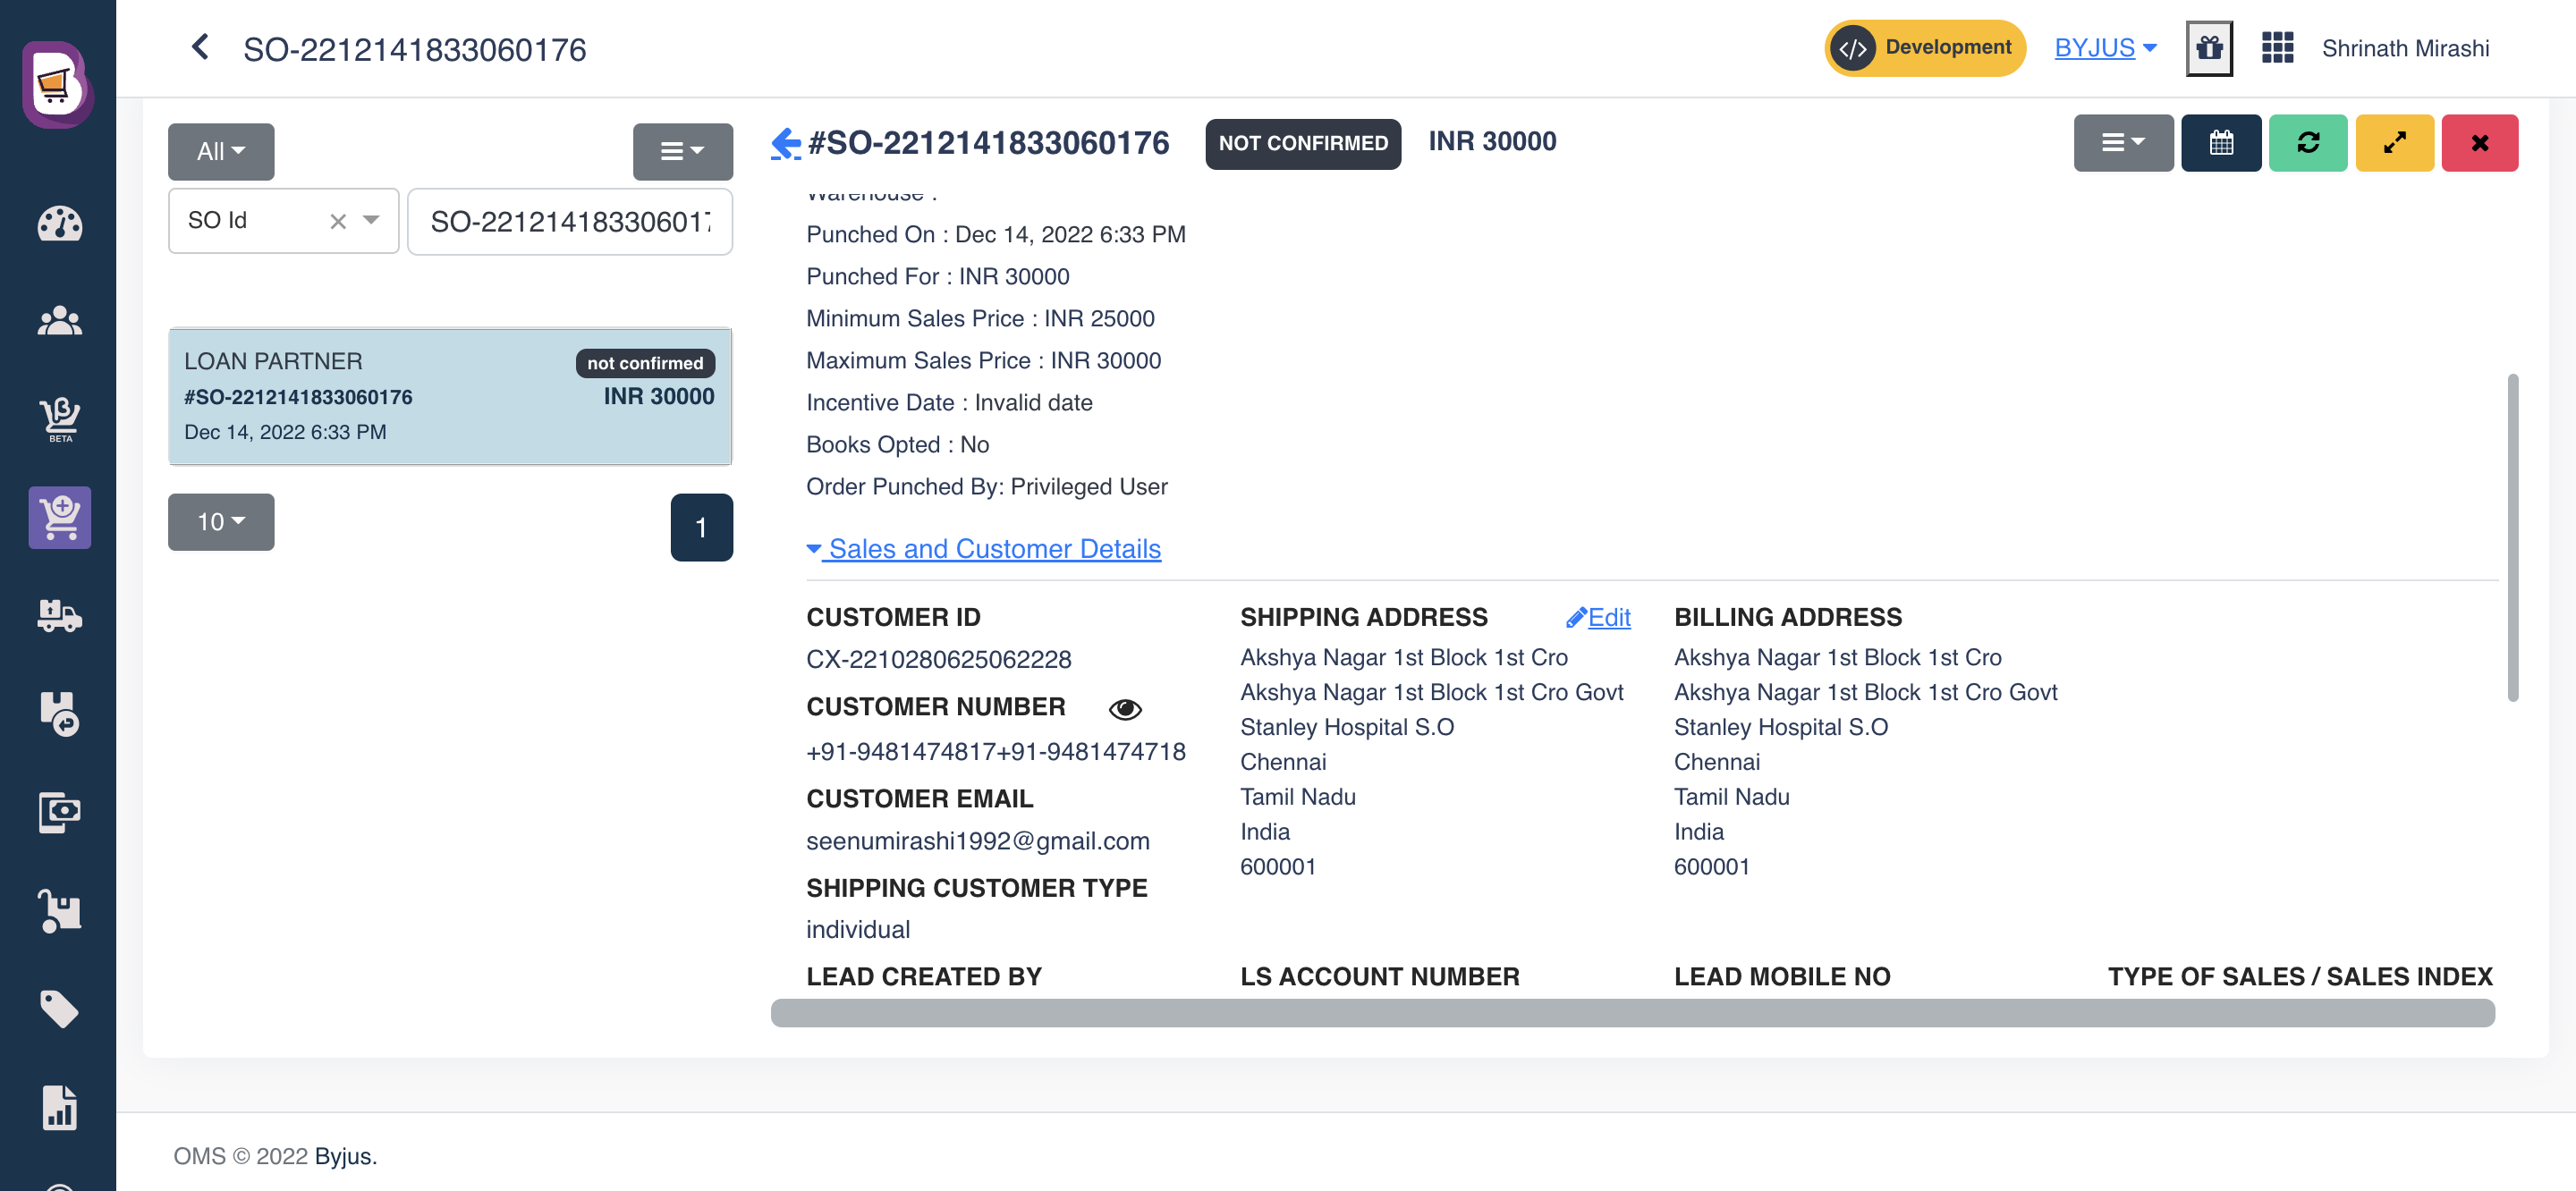 SO-2212141833060176
</> Development
BYJUS
Shrinath Mirashi
All
SO Id
SO-221214183306017
LOAN PARTNER
not confirmed
#SO-2212141833060176
INR 30000
Dec 14, 2022 6:33 PM
10
1
#SO-2212141833060176
NOT CONFIRMED
INR 30000
Warehouse :
Punched On : Dec 14, 2022 6:33 PM
Punched For : INR 30000
Minimum Sales Price : INR 25000
Maximum Sales Price : INR 30000
Incentive Date : Invalid date
Books Opted : No
Order Punched By: Privileged User
Sales and Customer Details
CUSTOMER ID
CX-2210280625062228
CUSTOMER NUMBER
+91-9481474817+91-9481474718
CUSTOMER EMAIL
seenumirashi1992@gmail.com
SHIPPING CUSTOMER TYPE
individual
SHIPPING ADDRESS
Edit
Akshya Nagar 1st Block 1st Cro
Akshya Nagar 1st Block 1st Cro Govt
Stanley Hospital S.O
Chennai
Tamil Nadu
India
600001
BILLING ADDRESS
Akshya Nagar 1st Block 1st Cro
Akshya Nagar 1st Block 1st Cro Govt
Stanley Hospital S.O
Chennai
Tamil Nadu
India
600001
LEAD CREATED BY
LS ACCOUNT NUMBER
LEAD MOBILE NO
TYPE OF SALES / SALES INDEX
β
BETA
OMS © 2022 Byjus.